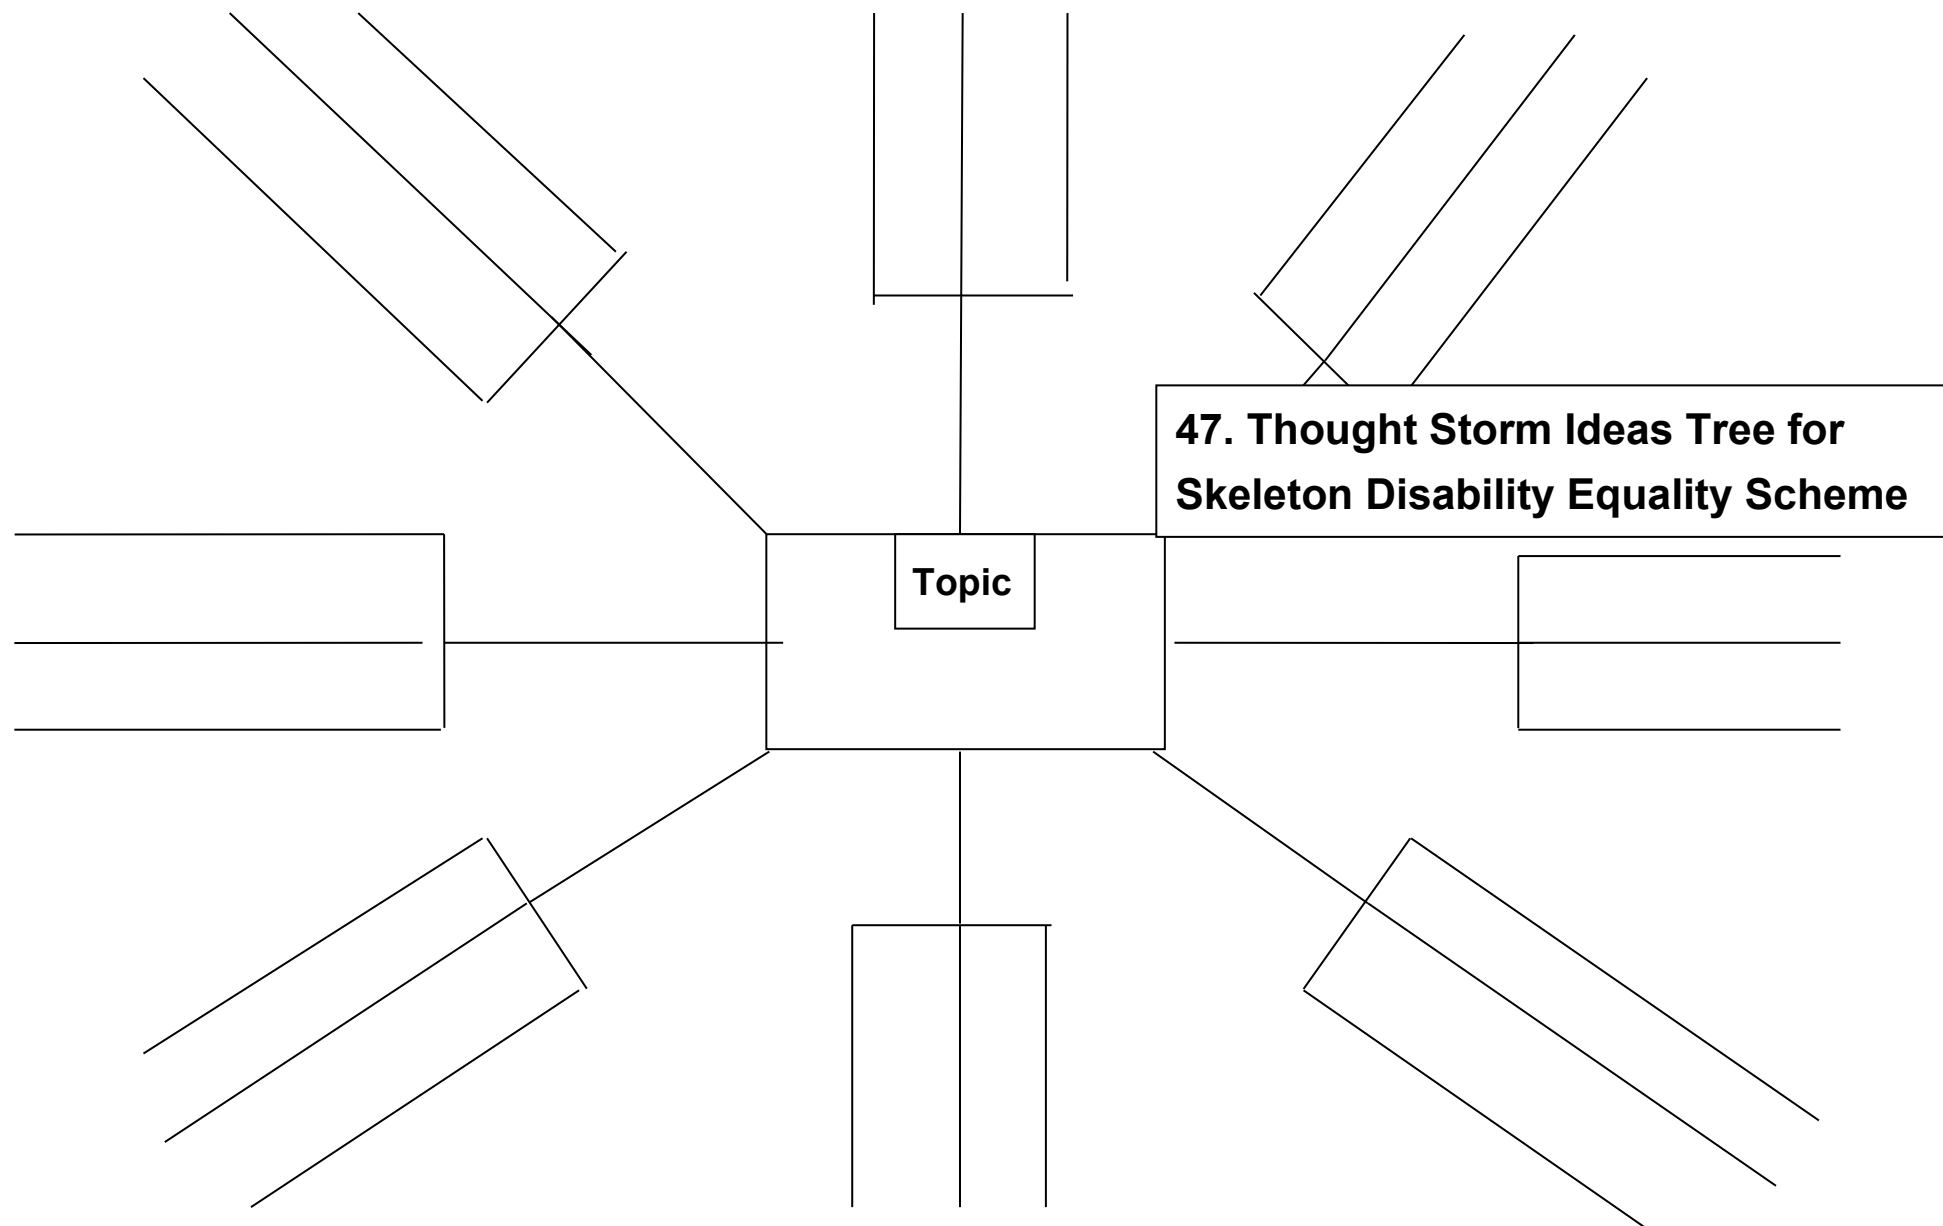 47. Thought Storm Ideas Tree for
Skeleton Disability Equality Scheme
Topic